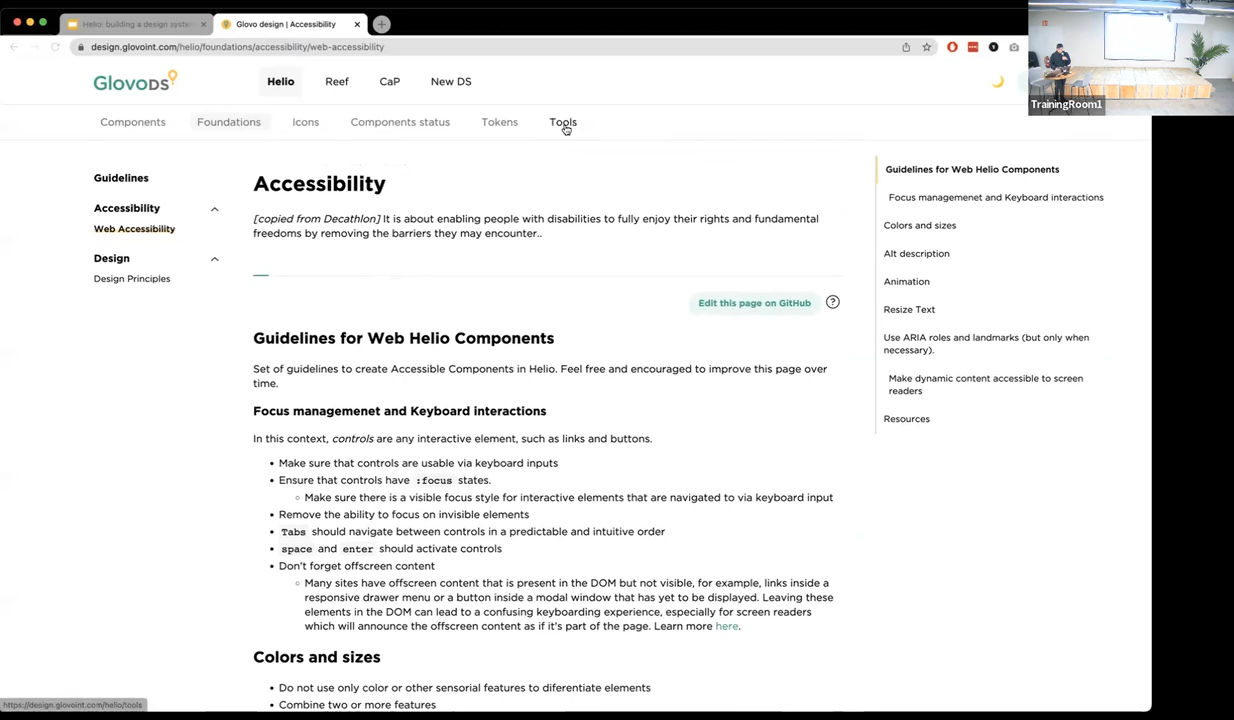 Helio: building a design system
Glovo design | Accessibility
design.glovoint.com/helio/foundations/accessibility/web-accessibility
TrainingRoom1
GLOVODS
Helio
Reef
CaP
New DS
Components
Foundations
Icons
Components status
Tokens
Tools
Guidelines
Accessibility
Web Accessibility
Design
Design Principles
Accessibility
[copied from Decathlon] It is about enabling people with disabilities to fully enjoy their rights and fundamental
freedoms by removing the barriers they may encounter..
Edit this page on GitHub
?
Guidelines for Web Helio Components
Set of guidelines to create Accessible Components in Helio. Feel free and encouraged to improve this page over
time.
Focus managemenet and Keyboard interactions
In this context, controls are any interactive element, such as links and buttons.
• Make sure that controls are usable via keyboard inputs
• Ensure that controls have :focus states.
◦ Make sure there is a visible focus style for interactive elements that are navigated to via keyboard input
• Remove the ability to focus on invisible elements
• Tabs should navigate between controls in a predictable and intuitive order
• space and enter should activate controls
• Don't forget offscreen content
◦ Many sites have offscreen content that is present in the DOM but not visible, for example, links inside a
responsive drawer menu or a button inside a modal window that has yet to be displayed. Leaving these
elements in the DOM can lead to a confusing keyboarding experience, especially for screen readers
which will announce the offscreen content as if it's part of the page. Learn more here.
Colors and sizes
• Do not use only color or other sensorial features to diferentiate elements
• Combine two or more features
Guidelines for Web Helio Components
Focus managemenet and Keyboard interactions
Colors and sizes
Alt description
Animation
Resize Text
Use ARIA roles and landmarks (but only when
necessary).
Make dynamic content accessible to screen
readers
Resources
https://design.glovoint.com/helio/tools